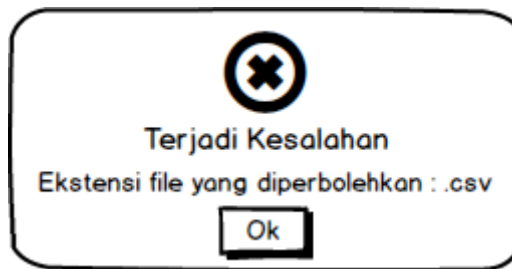 Terjadi Kesalahan
Ekstensi file yang diperbolehkan : .csv
Ok